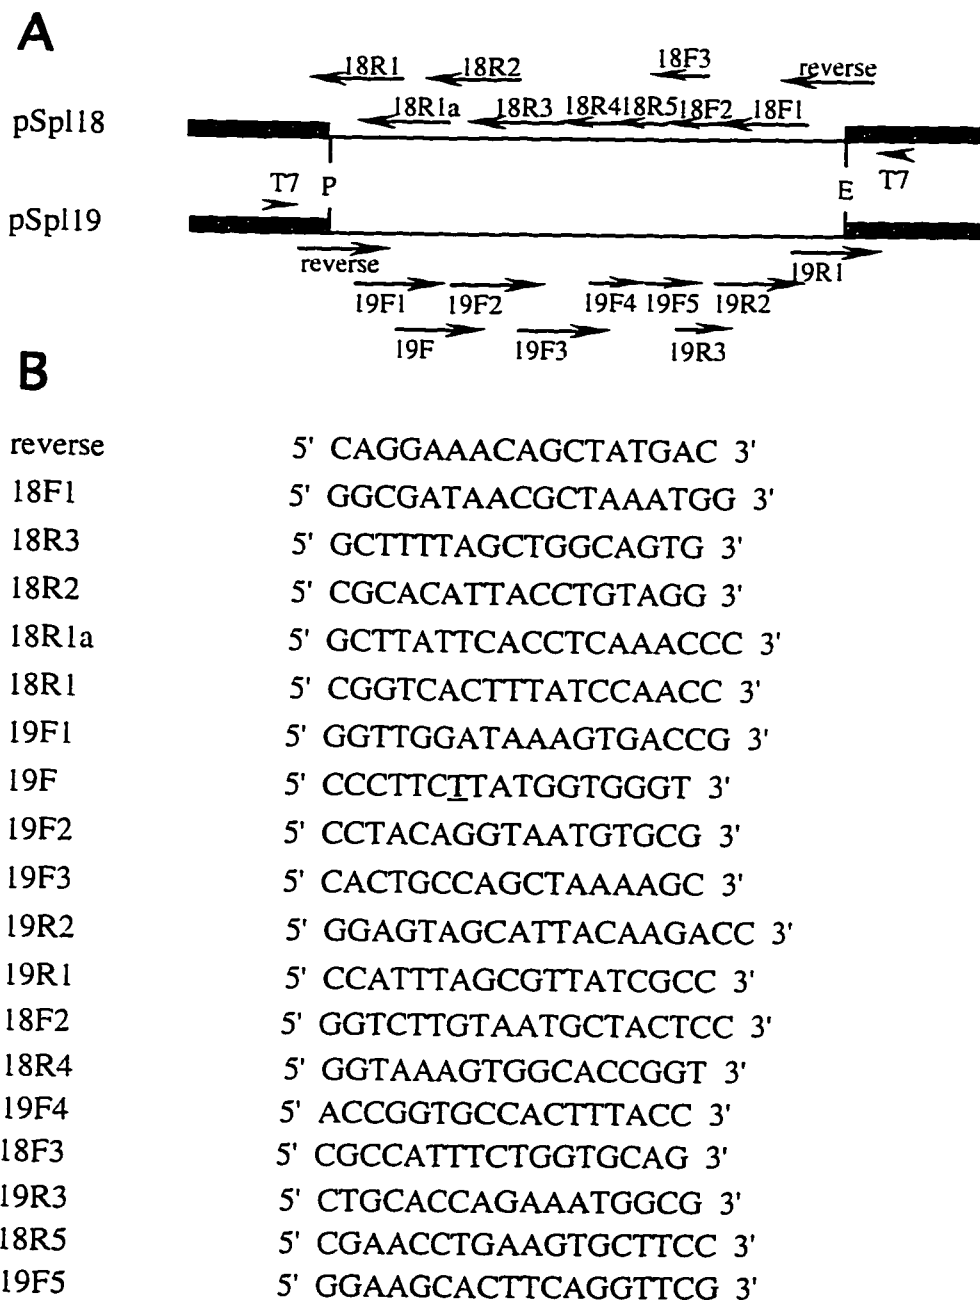 A
18R1 18R2 18F3 reverse
pSpl18 18R1a 18R3 18R4 18R5 18F2 18F1
T7 P E T7
pSpl19
reverse 19R1
19F1 19F2 19F4 19F5 19R2
19F 19F3 19R3
B
reverse 5' CAGGAAACAGCTATGAC 3'
18F1 5' GGCGATAACGCTAAATGG 3'
18R3 5' GCTTTTAGCTGGCAGTG 3'
18R2 5' CGCACATTACCTGTAGG 3'
18R1a 5' GCTTATTCACCTCAAACCC 3'
18R1 5' CGGTCACTTTATCCAACC 3'
19F1 5' GGTTGGATAAAGTGACCG 3'
19F 5' CCCTTCTTATGGTGGGT 3'
19F2 5' CCTACAGGTAATGTGCG 3'
19F3 5' CACTGCCAGCTAAAAGC 3'
19R2 5' GGAGTAGCATTACAAGACC 3'
19R1 5' CCATTTAGCGTTATCGCC 3'
18F2 5' GGTCTTGTAATGCTACTCC 3'
18R4 5' GGTAAAGTGGCACCGGT 3'
19F4 5' ACCGGTGCCACTTTACC 3'
18F3 5' CGCCATTTCTGGTGCAG 3'
19R3 5' CTGCACCAGAAATGGCG 3'
18R5 5' CGAACCTGAAGTGCTTCC 3'
19F5 5' GGAAGCACTTCAGGTTCG 3'